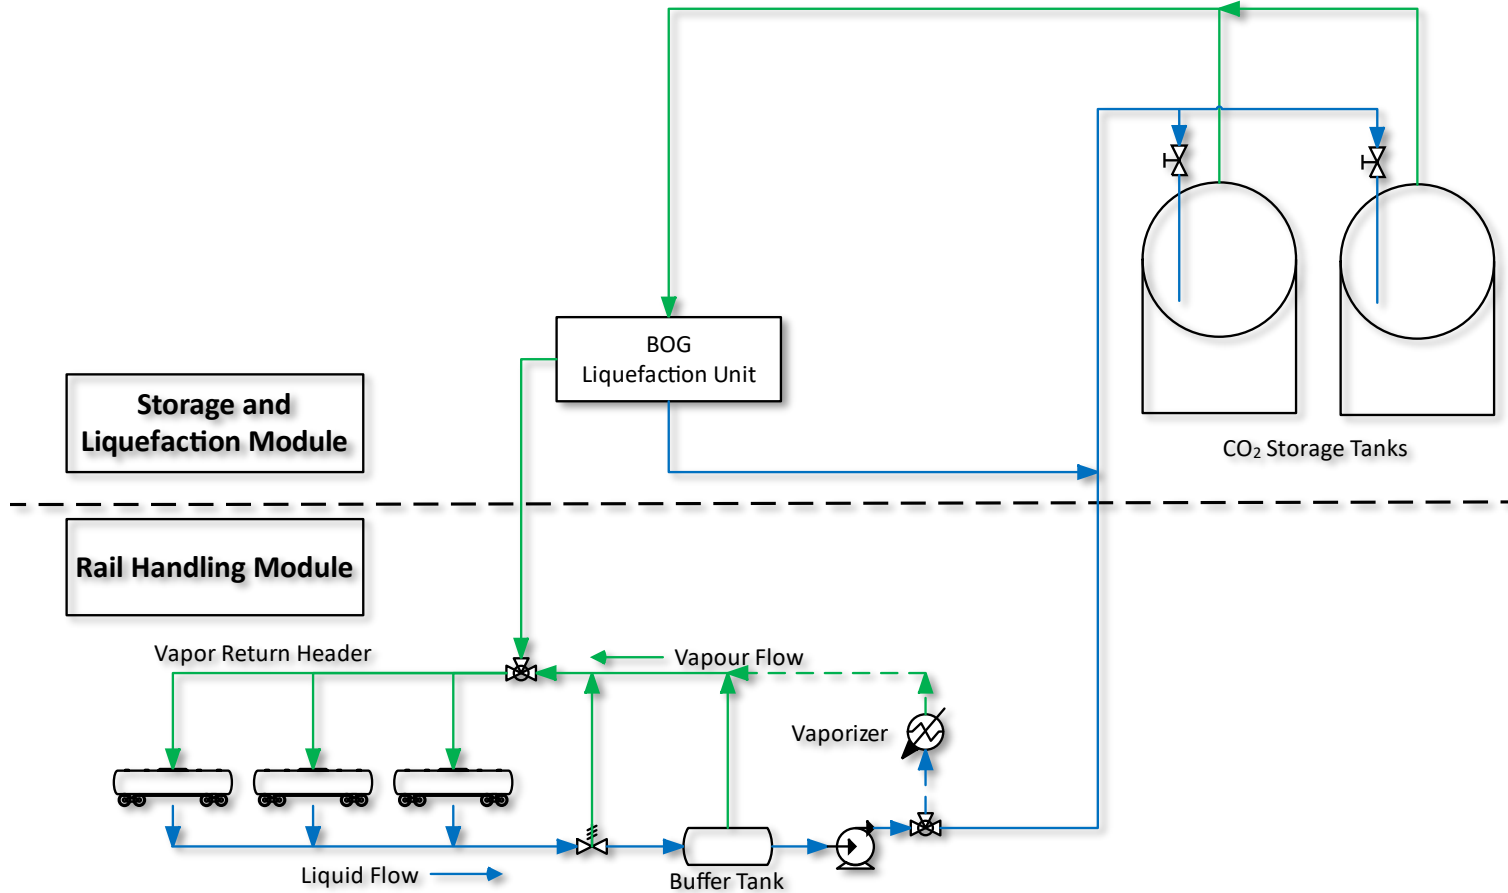 BOG
Liquefaction Unit
Storage and
Liquefaction Module
CO₂ Storage Tanks
Rail Handling Module
Vapor Return Header
Vapour Flow
Vaporizer
Liquid Flow
Buffer Tank